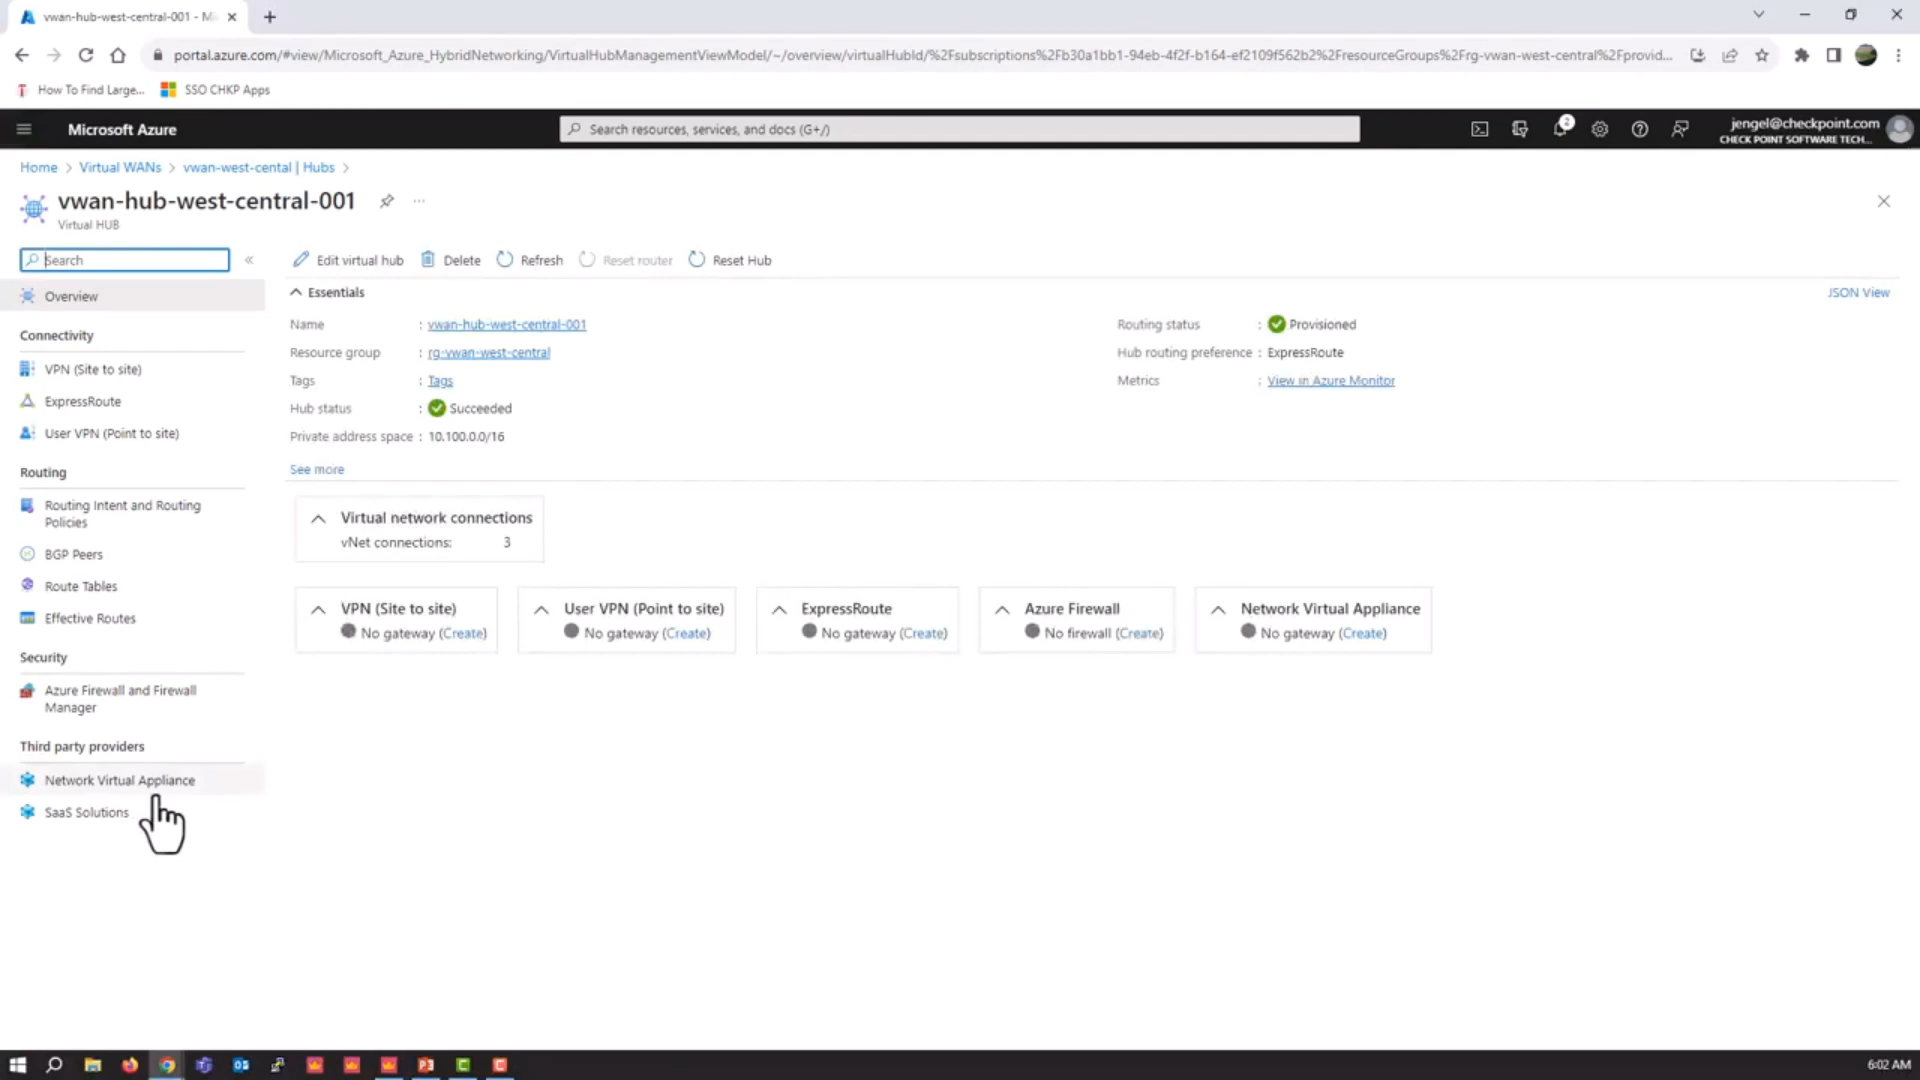 vwan-hub-west-central-001 - Mi
portal.azure.com/#view/Microsoft_Azure_HybridNetworking/VirtualHubManagementViewModel/~/overview/virtualHubId/%2Fsubscriptions%2Fb30a1bb1-94eb-4f2f-b164-ef2109f562b2%2FresourceGroups%2Frg-vwan-west-central%2Fprovid...
How To Find Large...
SSO CHKP Apps
Microsoft Azure
Search resources, services, and docs (G+/)
2
jengel@checkpoint.com
CHECK POINT SOFTWARE TECH...
Home > Virtual WANs > vwan-west-cental | Hubs >
vwan-hub-west-central-001
...
Virtual HUB
Search
«
Edit virtual hub
Delete
Refresh
Reset router
Reset Hub
Overview
Connectivity
VPN (Site to site)
ExpressRoute
User VPN (Point to site)
Routing
Routing Intent and Routing
Policies
BGP Peers
Route Tables
Effective Routes
Security
Azure Firewall and Firewall
Manager
Third party providers
Network Virtual Appliance
SaaS Solutions
Essentials
JSON View
Name : vwan-hub-west-central-001
Resource group : rg-vwan-west-central
Tags : Tags
Hub status : Succeeded
Private address space : 10.100.0.0/16
Routing status : Provisioned
Hub routing preference : ExpressRoute
Metrics : View in Azure Monitor
See more
Virtual network connections
vNet connections: 3
VPN (Site to site)
No gateway (Create)
User VPN (Point to site)
No gateway (Create)
ExpressRoute
No gateway (Create)
Azure Firewall
No firewall (Create)
Network Virtual Appliance
No gateway (Create)
6:02 AM